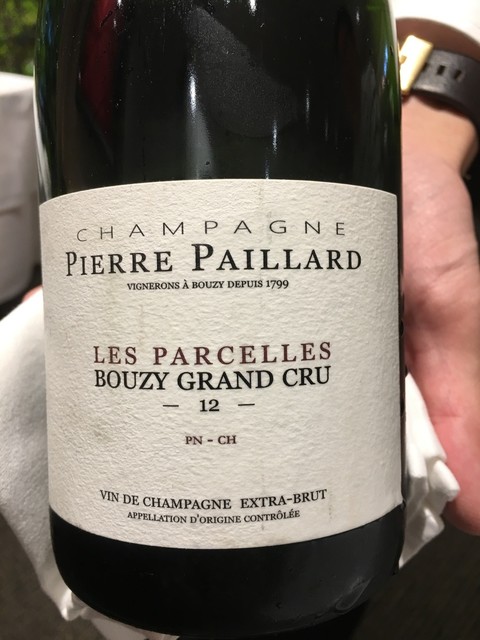 CHAMPAGNE
PIERRE PAILLARD
VIGNERONS À BOUZY DEPUIS 1799
LES PARCELLES
BOUZY GRAND CRU
— 12 —
PN - CH
VIN DE CHAMPAGNE EXTRA-BRUT
APPELLATION D'ORIGINE CONTRÔLÉE